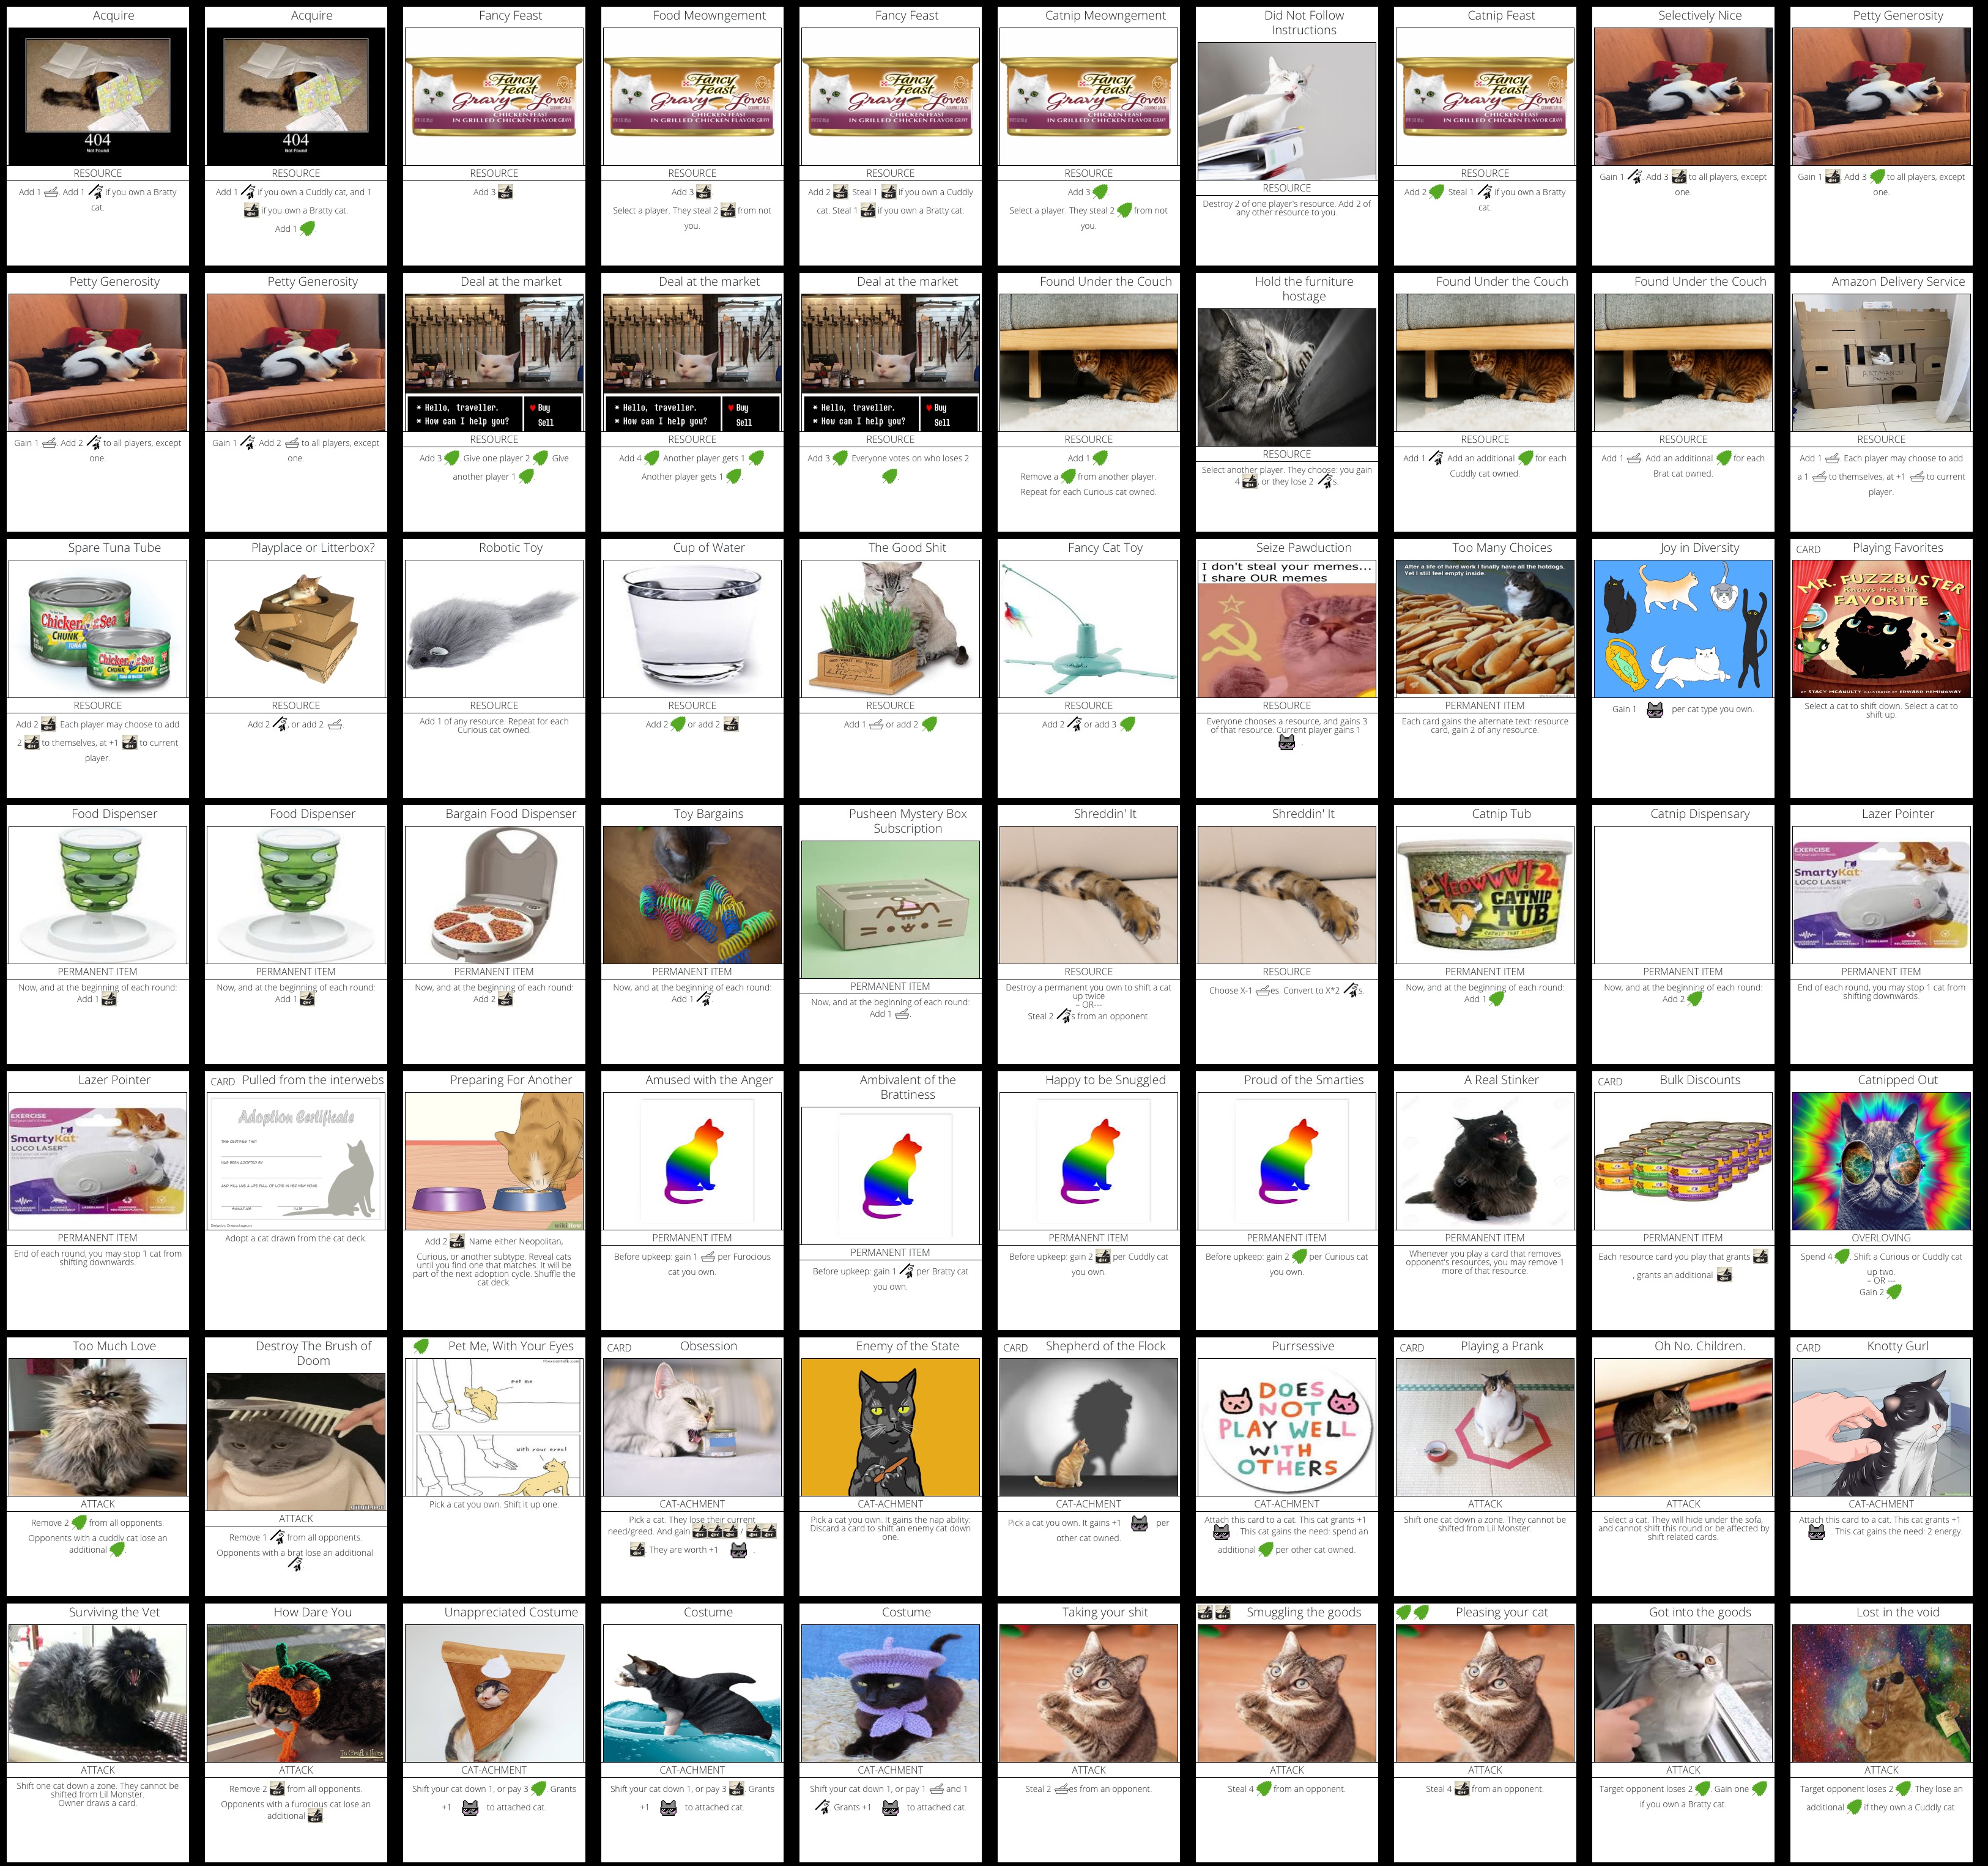 Acquire
404
Not Found
RESOURCE
Add 1 . Add 1 if you own a Bratty
cat.
Acquire
404
Not Found
RESOURCE
Add 1 if you own a Cuddly cat, and 1
if you own a Bratty cat.
Add 1
Fancy Feast
Fancy
Feast
Gravy Lovers
CHICKEN FEAST
IN GRILLED CHICKEN FLAVOR GRAVY
RESOURCE
Add 3
Food Meowngement
Fancy
Feast
Gravy Lovers
CHICKEN FEAST
IN GRILLED CHICKEN FLAVOR GRAVY
RESOURCE
Add 3
Select a player. They steal 2 from not
you.
Fancy Feast
Fancy
Feast
Gravy Lovers
CHICKEN FEAST
IN GRILLED CHICKEN FLAVOR GRAVY
RESOURCE
Add 2 Steal 1 if you own a Cuddly
cat. Steal 1 if you own a Bratty cat.
Catnip Meowngement
Fancy
Feast
Gravy Lovers
CHICKEN FEAST
IN GRILLED CHICKEN FLAVOR GRAVY
RESOURCE
Add 3
Select a player. They steal 2 from not
you.
Did Not Follow
Instructions
RESOURCE
Destroy 2 of one player's resource. Add 2 of
any other resource to you.
Catnip Feast
Fancy
Feast
Gravy Lovers
CHICKEN FEAST
IN GRILLED CHICKEN FLAVOR GRAVY
RESOURCE
Add 2 Steal 1 if you own a Bratty
cat.
Selectively Nice
Gain 1 Add 3 to all players, except
one.
Petty Generosity
Gain 1 Add 3 to all players, except
one.
Petty Generosity
Gain 1 . Add 2 to all players, except
one.
Petty Generosity
Gain 1 Add 2 to all players, except
one.
Deal at the market
* Hello, traveller.
* How can I help you?
Buy
Sell
RESOURCE
Add 3 Give one player 2 Give
another player 1
Deal at the market
* Hello, traveller.
* How can I help you?
Buy
Sell
RESOURCE
Add 4 Another player gets 1
Another player gets 1
Deal at the market
* Hello, traveller.
* How can I help you?
Buy
Sell
RESOURCE
Add 3 . Everyone votes on who loses 2
Found Under the Couch
RESOURCE
Add 1
Remove a from another player.
Repeat for each Curious cat owned.
Hold the furniture
hostage
RESOURCE
Select another player. They choose: you gain
4 , or they lose 2 s.
Found Under the Couch
RESOURCE
Add 1 Add an additional for each
Cuddly cat owned.
Found Under the Couch
RESOURCE
Add 1 . Add an additional for each
Brat cat owned.
Amazon Delivery Service
RESOURCE
Add 1 . Each player may choose to add
a 1 to themselves, at +1 to current
player.
Spare Tuna Tube
Chicken of the Sea
CHUNK
Chicken of the Sea
CHUNK LIGHT
RESOURCE
Add 2 Each player may choose to add
2 to themselves, at +1 to current
player.
Playplace or Litterbox?
RESOURCE
Add 2 , or add 2 .
Robotic Toy
RESOURCE
Add 1 of any resource. Repeat for each
Curious cat owned.
Cup of Water
RESOURCE
Add 2 or add 2
The Good Shit
RESOURCE
Add 1 or add 2
Fancy Cat Toy
RESOURCE
Add 2 or add 3
Seize Pawduction
I don't steal your memes...
I share OUR memes
RESOURCE
Everyone chooses a resource, and gains 3
of that resource. Current player gains 1
Too Many Choices
After a life of hard work I finally have all the hotdogs.
Yet I still feel empty inside.
PERMANENT ITEM
Each card gains the alternate text: resource
card, gain 2 of any resource.
Joy in Diversity
Gain 1 per cat type you own.
CARD Playing Favorites
MR. FUZZBUSTER
Knows He's the
FAVORITE
BY STACY MCANULTY ILLUSTRATED BY EDWARD HEMINGWAY
Select a cat to shift down. Select a cat to
shift up.
Food Dispenser
PERMANENT ITEM
Now, and at the beginning of each round:
Add 1
Food Dispenser
PERMANENT ITEM
Now, and at the beginning of each round:
Add 1
Bargain Food Dispenser
PERMANENT ITEM
Now, and at the beginning of each round:
Add 2
Toy Bargains
PERMANENT ITEM
Now, and at the beginning of each round:
Add 1
Pusheen Mystery Box
Subscription
PERMANENT ITEM
Now, and at the beginning of each round:
Add 1 .
Shreddin' It
RESOURCE
Destroy a permanent you own to shift a cat
up twice
– OR---
Steal 2 s from an opponent.
Shreddin' It
RESOURCE
Choose X-1 es. Convert to X*2 s.
Catnip Tub
YEOWWW!
CATNIP
TUB
PERMANENT ITEM
Now, and at the beginning of each round:
Add 1
Catnip Dispensary
PERMANENT ITEM
Now, and at the beginning of each round:
Add 2
Lazer Pointer
EXERCISE
SmartyKat
LOCO LASER
PERMANENT ITEM
End of each round, you may stop 1 cat from
shifting downwards.
Lazer Pointer
EXERCISE
SmartyKat
LOCO LASER
PERMANENT ITEM
End of each round, you may stop 1 cat from
shifting downwards.
CARD Pulled from the interwebs
Adoption Certificate
Adopt a cat drawn from the cat deck.
Preparing For Another
wikiHow
Add 2 . Name either Neopolitan,
Curious, or another subtype. Reveal cats
until you find one that matches. It will be
part of the next adoption cycle. Shuffle the
cat deck.
Amused with the Anger
PERMANENT ITEM
Before upkeep: gain 1 per Furocious
cat you own.
Ambivalent of the
Brattiness
PERMANENT ITEM
Before upkeep: gain 1 per Bratty cat
you own.
Happy to be Snuggled
PERMANENT ITEM
Before upkeep: gain 2 per Cuddly cat
you own.
Proud of the Smarties
PERMANENT ITEM
Before upkeep: gain 2 per Curious cat
you own.
A Real Stinker
PERMANENT ITEM
Whenever you play a card that removes
opponent's resources, you may remove 1
more of that resource.
CARD Bulk Discounts
PERMANENT ITEM
Each resource card you play that grants
, grants an additional
Catnipped Out
OVERLOVING
Spend 4 Shift a Curious or Cuddly cat
up two.
– OR ---
Gain 2
Too Much Love
ATTACK
Remove 2 from all opponents.
Opponents with a cuddly cat lose an
additional
Destroy The Brush of
Doom
ATTACK
Remove 1 from all opponents.
Opponents with a brat lose an additional
Pet Me, With Your Eyes
pet me
with your eyes!
Pick a cat you own. Shift it up one.
CARD Obsession
CAT-ACHMENT
Pick a cat. They lose their current
need/greed. And gain /
They are worth +1 .
Enemy of the State
CAT-ACHMENT
Pick a cat you own. It gains the nap ability:
Discard a card to shift an enemy cat down
one.
CARD Shepherd of the Flock
CAT-ACHMENT
Pick a cat you own. It gains +1 per
other cat owned.
Purrsessive
DOES
NOT
PLAY WELL
WITH
OTHERS
CAT-ACHMENT
Attach this card to a cat. This cat grants +1
. This cat gains the need: spend an
additional per other cat owned.
CARD Playing a Prank
ATTACK
Shift one cat down a zone. They cannot be
shifted from Lil Monster.
Oh No. Children.
ATTACK
Select a cat. They will hide under the sofa,
and cannot shift this round or be affected by
shift related cards.
CARD Knotty Gurl
CAT-ACHMENT
Attach this card to a cat. This cat grants +1
This cat gains the need: 2 energy.
Surviving the Vet
ATTACK
Shift one cat down a zone. They cannot be
shifted from Lil Monster.
Owner draws a card.
How Dare You
ATTACK
Remove 2 from all opponents.
Opponents with a furocious cat lose an
additional
Unappreciated Costume
CAT-ACHMENT
Shift your cat down 1, or pay 3 . Grants
+1 to attached cat.
Costume
CAT-ACHMENT
Shift your cat down 1, or pay 3 . Grants
+1 to attached cat.
Costume
CAT-ACHMENT
Shift your cat down 1, or pay 1 and 1
Grants +1 to attached cat.
Taking your shit
ATTACK
Steal 2 es from an opponent.
Smuggling the goods
ATTACK
Steal 4 from an opponent.
Pleasing your cat
ATTACK
Steal 4 from an opponent.
Got into the goods
ATTACK
Target opponent loses 2 Gain one
if you own a Bratty cat.
Lost in the void
ATTACK
Target opponent loses 2 . They lose an
additional if they own a Cuddly cat.